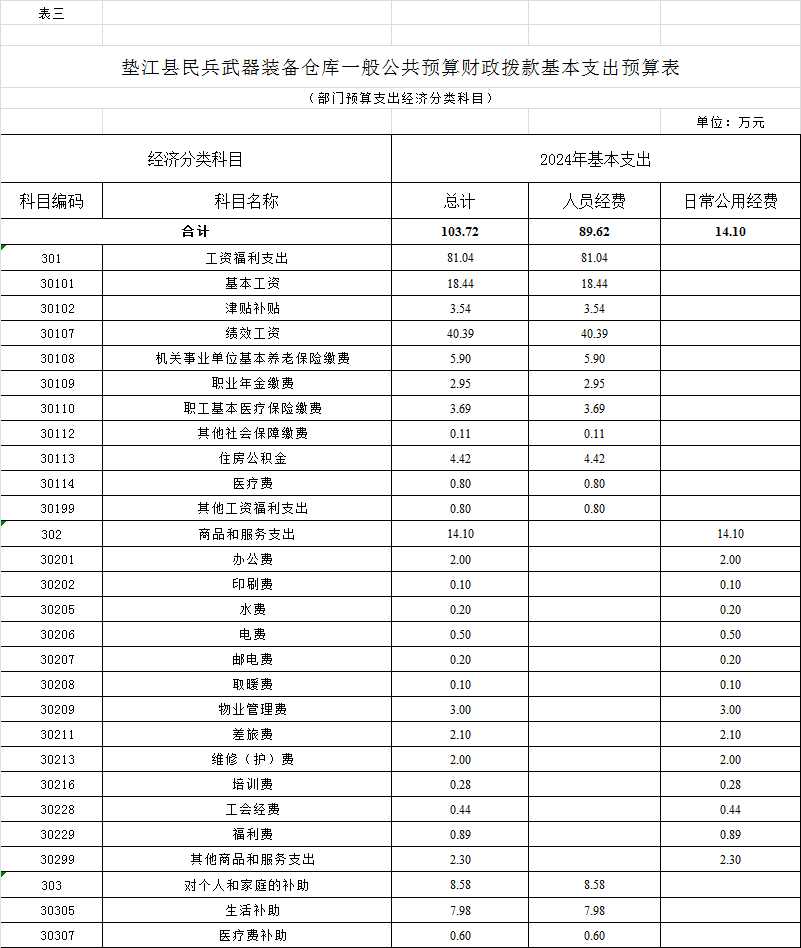 表三
垫江县民兵武器装备仓库一般公共预算财政拨款基本支出预算表
（部门预算支出经济分类科目）
单位：万元
经济分类科目 2024年基本支出
科目编码 科目名称 总计 人员经费 日常公用经费
合计 103.72 89.62 14.10
301 工资福利支出 81.04 81.04
30101 基本工资 18.44 18.44
30102 津贴补贴 3.54 3.54
30107 绩效工资 40.39 40.39
30108 机关事业单位基本养老保险缴费 5.90 5.90
30109 职业年金缴费 2.95 2.95
30110 职工基本医疗保险缴费 3.69 3.69
30112 其他社会保障缴费 0.11 0.11
30113 住房公积金 4.42 4.42
30114 医疗费 0.80 0.80
30199 其他工资福利支出 0.80 0.80
302 商品和服务支出 14.10 14.10
30201 办公费 2.00 2.00
30202 印刷费 0.10 0.10
30205 水费 0.20 0.20
30206 电费 0.50 0.50
30207 邮电费 0.20 0.20
30208 取暖费 0.10 0.10
30209 物业管理费 3.00 3.00
30211 差旅费 2.10 2.10
30213 维修（护）费 2.00 2.00
30216 培训费 0.28 0.28
30228 工会经费 0.44 0.44
30229 福利费 0.89 0.89
30299 其他商品和服务支出 2.30 2.30
303 对个人和家庭的补助 8.58 8.58
30305 生活补助 7.98 7.98
30307 医疗费补助 0.60 0.60